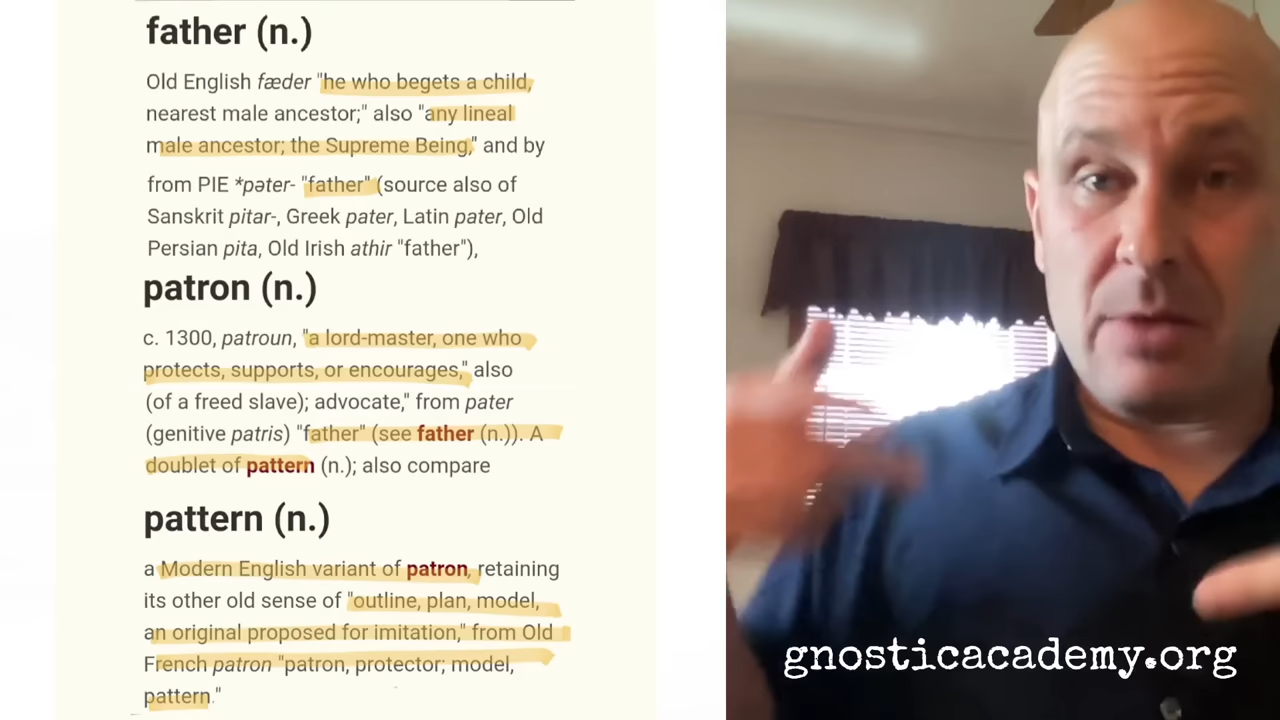 father (n.)
Old English fæder "he who begets a child,
nearest male ancestor;" also "any lineal
male ancestor; the Supreme Being," and by
from PIE *pəter- "father" (source also of
Sanskrit pitar-, Greek pater, Latin pater, Old
Persian pita, Old Irish athir "father"),
patron (n.)
c. 1300, patroun, "a lord-master, one who
protects, supports, or encourages," also
(of a freed slave); advocate," from pater
(genitive patris) "father" (see father (n.)). A
doublet of pattern (n.); also compare
pattern (n.)
a Modern English variant of patron, retaining
its other old sense of "outline, plan, model,
an original proposed for imitation," from Old
French patron "patron, protector; model,
pattern."
gnosticacademy.org